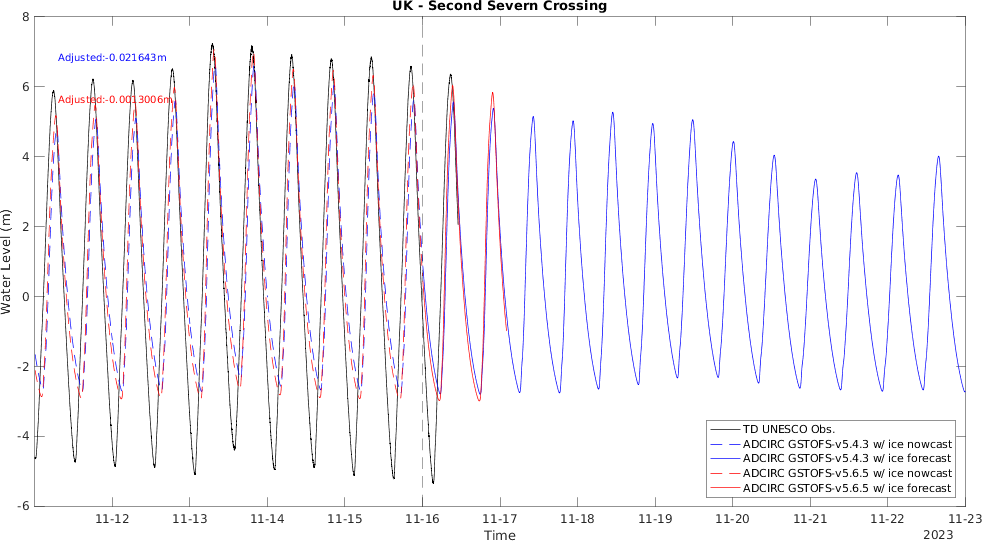 UK - Second Severn Crossing
8
Adjusted:-0.021643m
6
Adjusted:-0.0013006m
4
2
Water Level (m)
0
-2
-4
TD UNESCO Obs.
ADCIRC GSTOFS-v5.4.3 w/ ice nowcast
ADCIRC GSTOFS-v5.4.3 w/ ice forecast
ADCIRC GSTOFS-v5.6.5 w/ ice nowcast
ADCIRC GSTOFS-v5.6.5 w/ ice forecast
-6
11-12 11-13 11-14 11-15 11-16 11-17 11-18 11-19 11-20 11-21 11-22 11-23
Time 2023